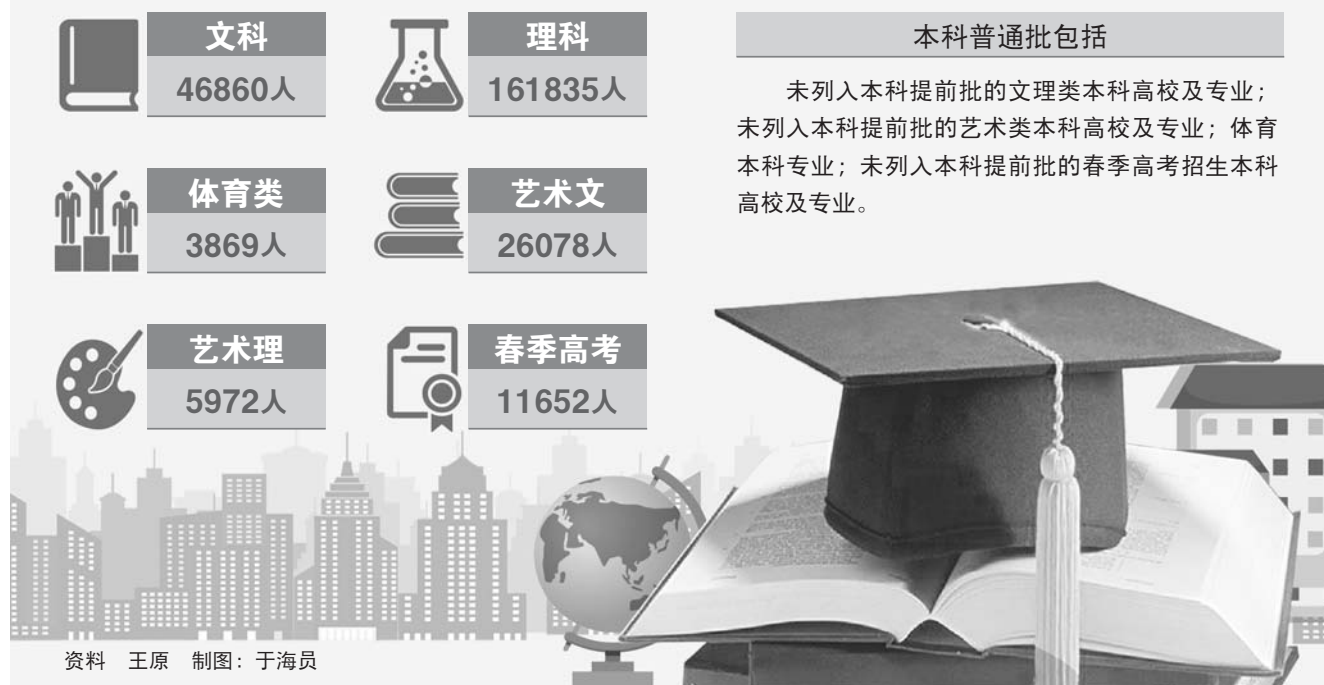 文科
46860人
理科
161835人
体育类
3869人
艺术文
26078人
艺术理
5972人
春季高考
11652人
本科普通批包括
未列入本科提前批的文理类本科高校及专业；
未列入本科提前批的艺术类本科高校及专业；体育
本科专业；未列入本科提前批的春季高考招生本科
高校及专业。
资料 王原 制图：于海员